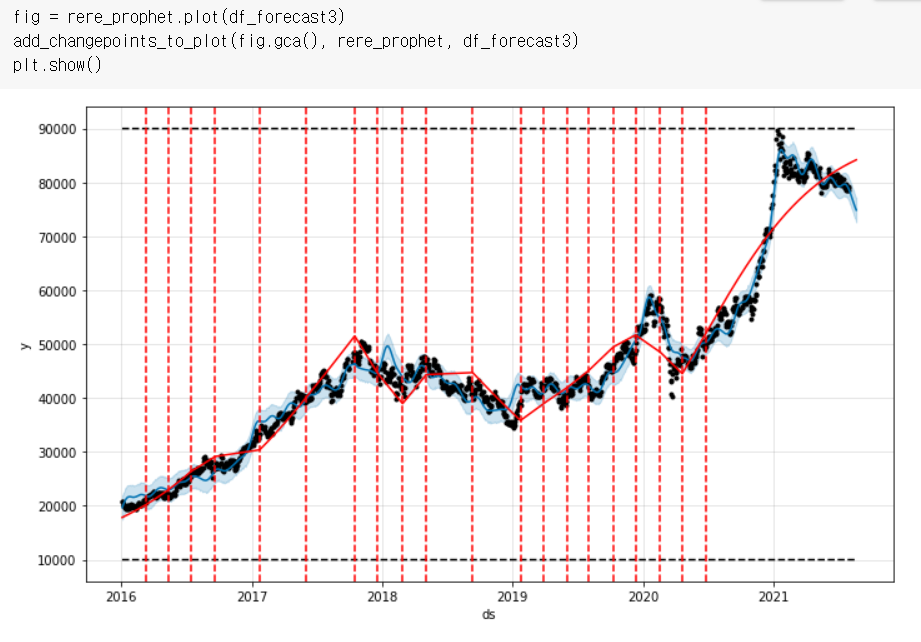 fig = rere_prophet.plot(df_forecast3)
add_changepoints_to_plot(fig.gca(), rere_prophet, df_forecast3)
plt.show()
90000
80000
70000
60000
50000
40000
30000
20000
10000
y
2016 2017 2018 2019 2020 2021
ds